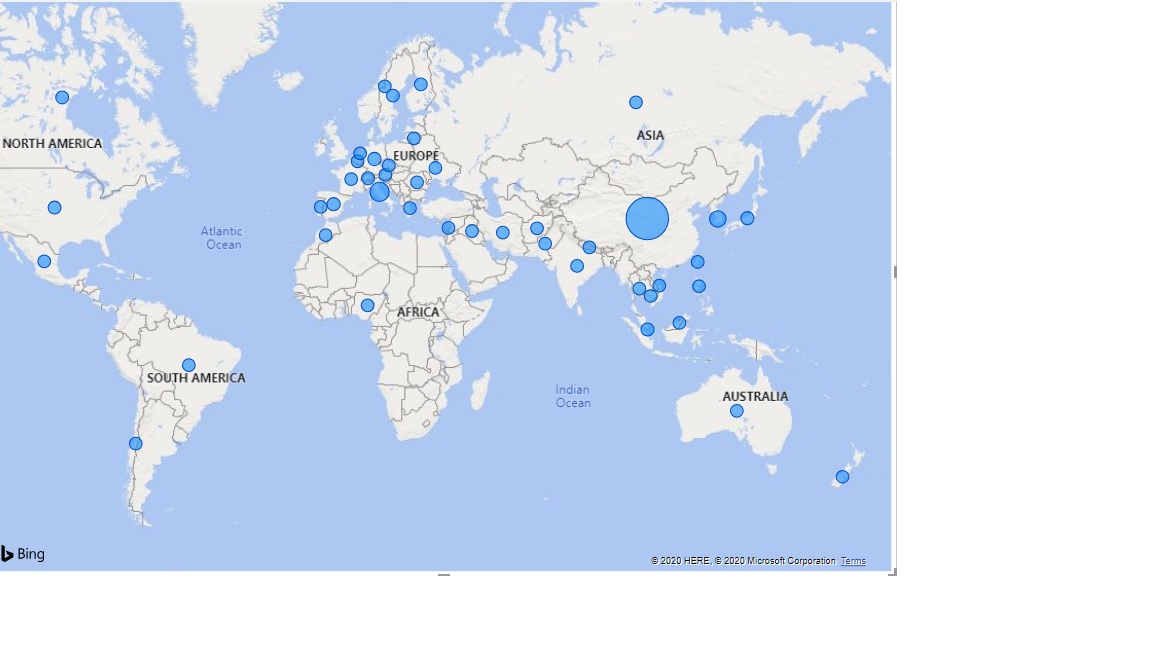 ASIA
NORTH AMERICA
EUROPE
Atlantic
Ocean
AFRICA
SOUTH AMERICA
Indian
Ocean
AUSTRALIA
Bing
© 2020 HERE, © 2020 Microsoft Corporation Terms